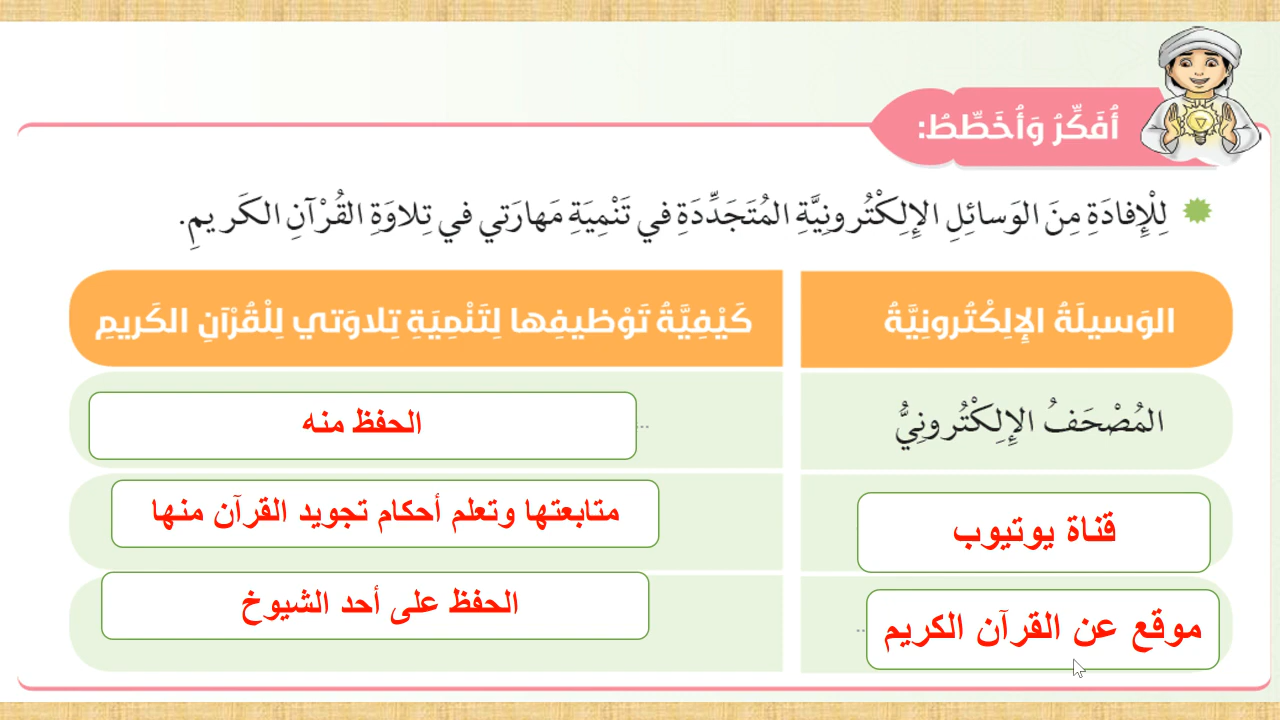 أُفَكِّرُ وَأُخَطِّطُ:
لِلْإِفادَةِ مِنَ الوَسائِلِ الإِلِكْتُرونِيَّةِ المُتَجَدِّدَةِ في تَنْمِيَةِ مَهارَتي في تِلاوَةِ القُرْآنِ الكَريمِ.
الوَسيلَةُ الإِلِكْتُرونِيَّةُ
كَيْفِيَّةُ تَوْظيفِها لِتَنْمِيَةِ تِلاوَتي لِلْقُرْآنِ الكَريمِ
المُصْحَفُ الإِلِكْتُرونِيُّ
الحفظ منه
قناة يوتيوب
متابعتها وتعلم أحكام تجويد القرآن منها
موقع عن القرآن الكريم
الحفظ على أحد الشيوخ